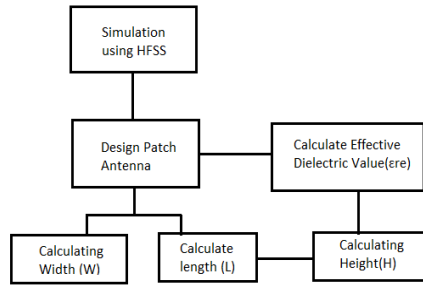 Simulation
using HFSS
Design Patch
Antenna
Calculate Effective
Dielectric Value(εre)
Calculating
Width (W)
Calculate
length (L)
Calculating
Height(H)